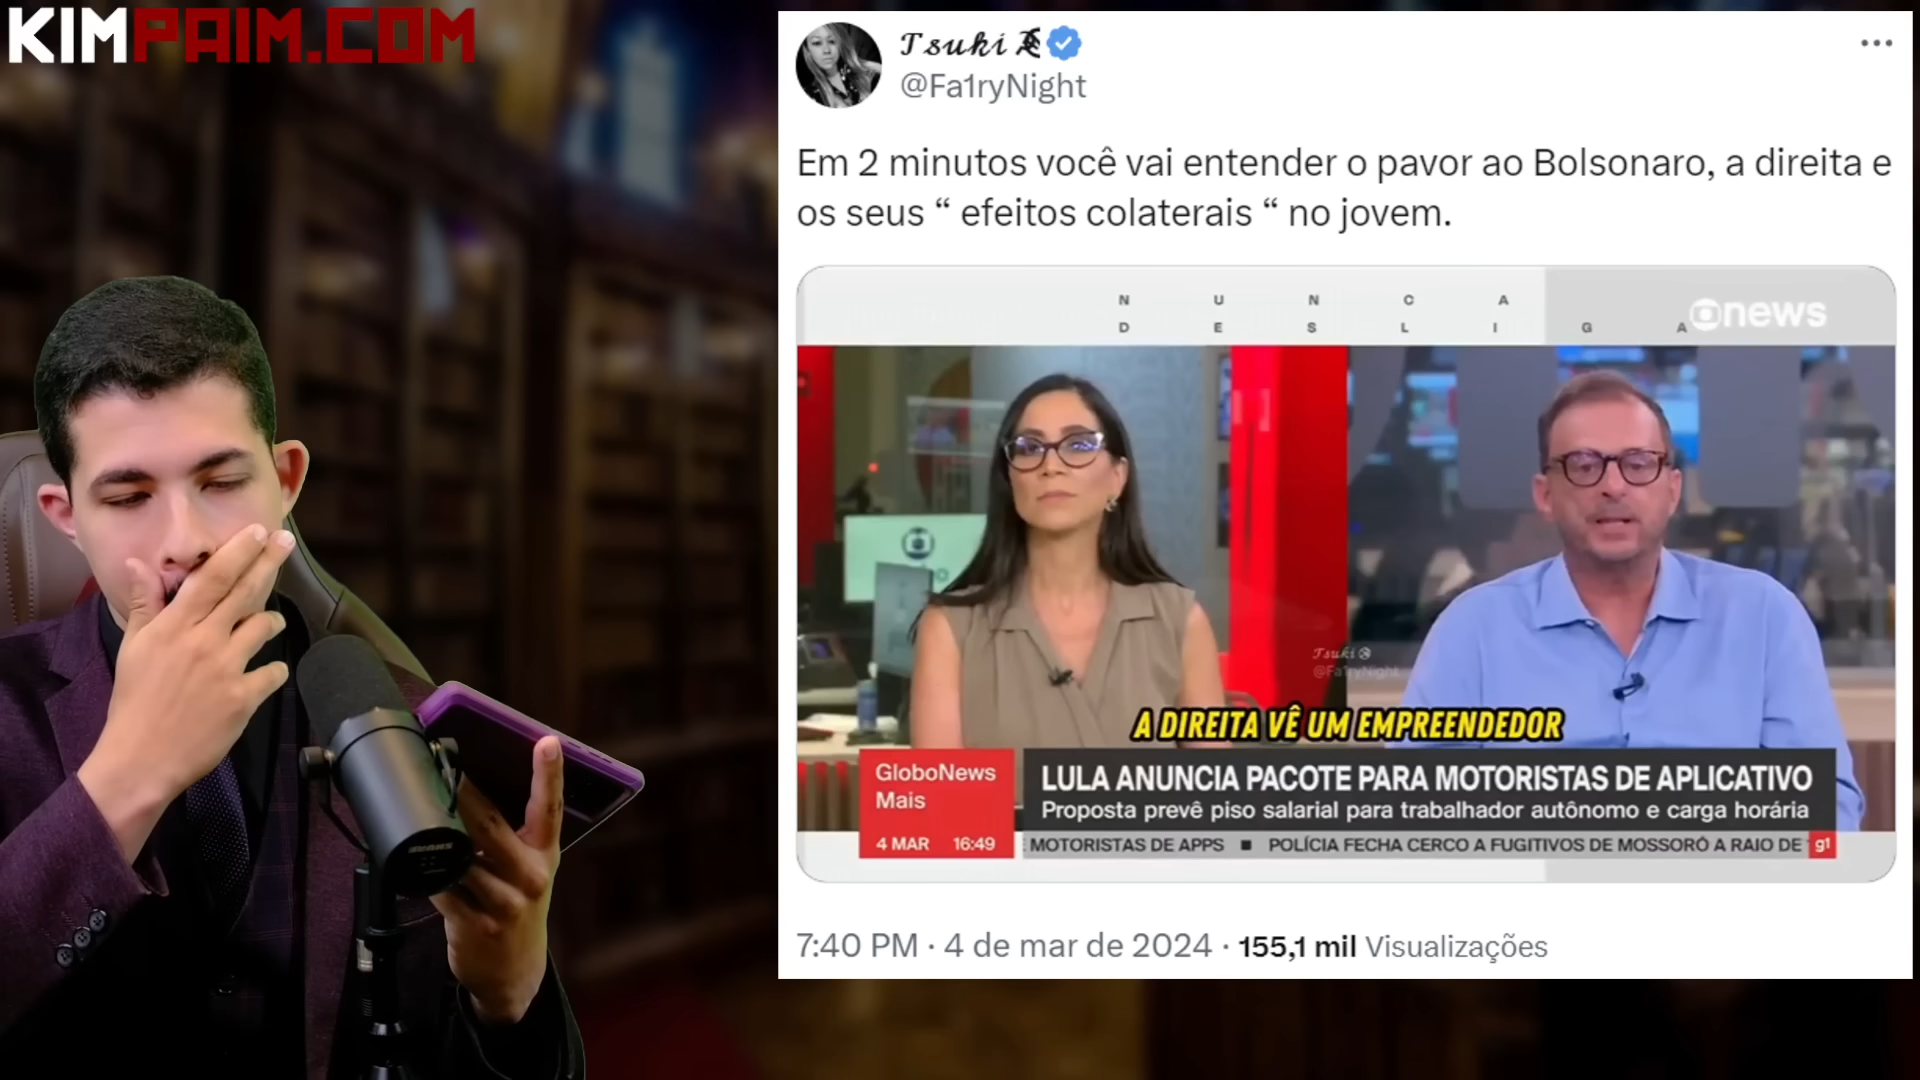 KIMPAIM.COM
Tsuki
@Fa1ryNight
Em 2 minutos você vai entender o pavor ao Bolsonaro, a direita e
os seus “ efeitos colaterais “ no jovem.
N U N C A
D E S L I G A
news
Tsuki
@Fa1ryNight
A DIREITA VÊ UM EMPREENDEDOR
GloboNews
Mais
LULA ANUNCIA PACOTE PARA MOTORISTAS DE APLICATIVO
Proposta prevê piso salarial para trabalhador autônomo e carga horária
4 MAR 16:49
MOTORISTAS DE APPS ■ POLÍCIA FECHA CERCO A FUGITIVOS DE MOSSORÓ A RAIO DE
g1
7:40 PM · 4 de mar de 2024 · 155,1 mil Visualizações